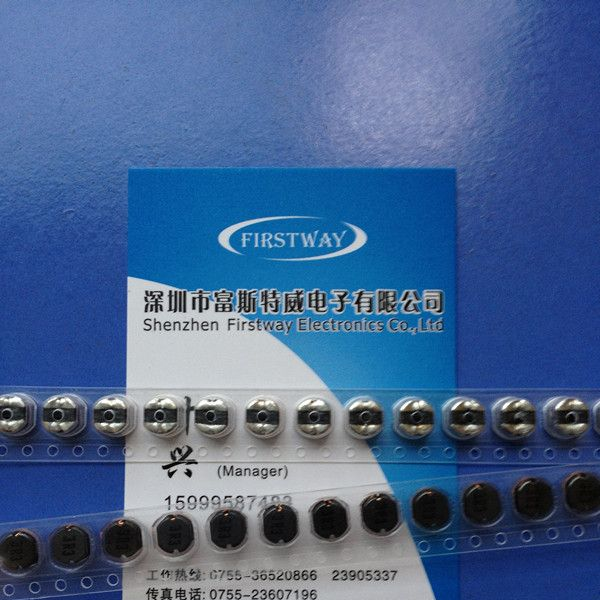 FIRSTWAY
深圳市富斯特威电子有限公司
Shenzhen Firstway Electronics Co.,Ltd
兴
(Manager)
工作热线: 0755-36520866 23905337
传真电话: 0755-23607196